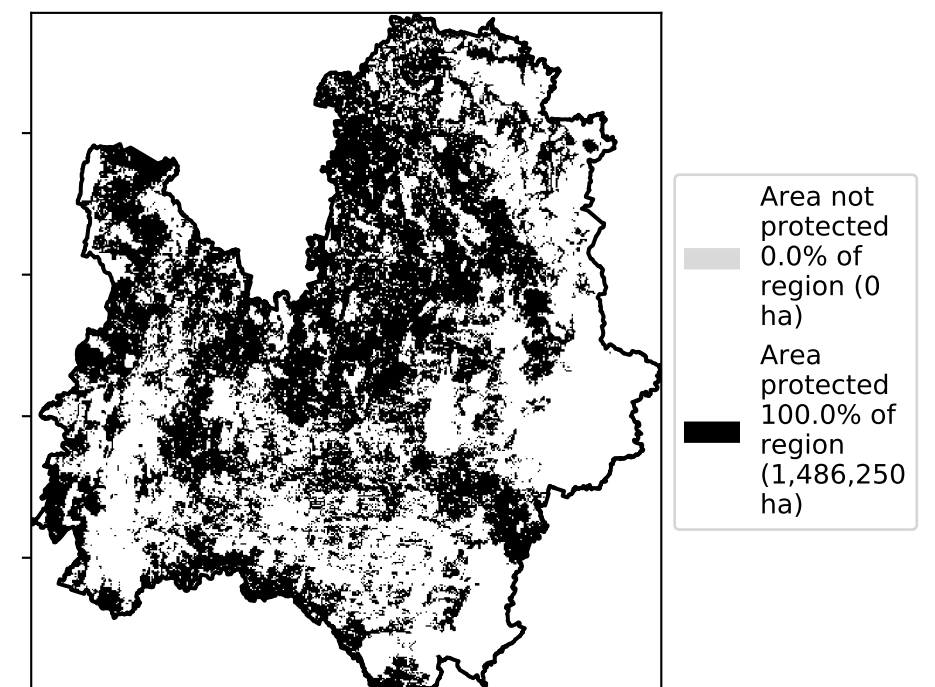 Area not
protected
0.0% of
region (0
ha)
Area
protected
100.0% of
region
(1,486,250
ha)